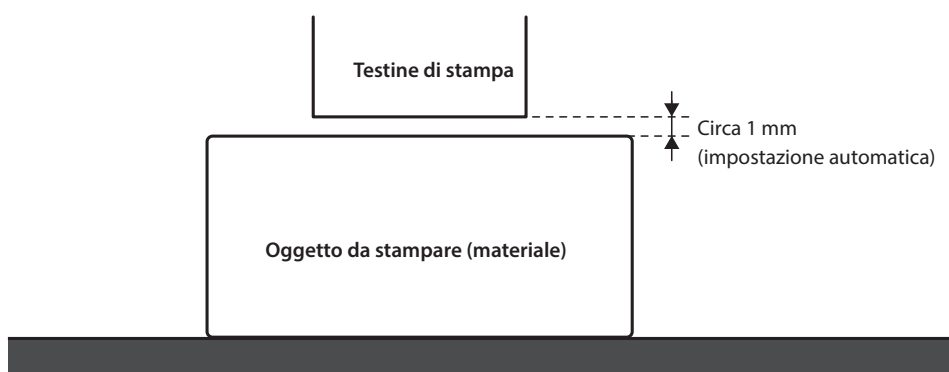 Testine di stampa
Circa 1 mm
(impostazione automatica)
Oggetto da stampare (materiale)